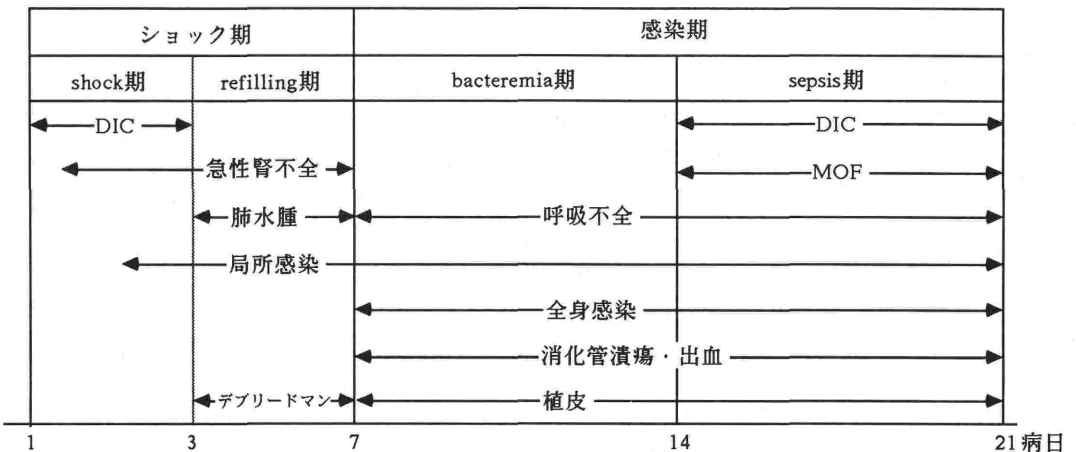 ショック期 感染期
shock期 refilling期 bacteremia期 sepsis期
DIC DIC
急性腎不全 MOF
肺水腫 呼吸不全
局所感染
全身感染
消化管潰瘍・出血
デブリードマン 植皮
1 3 7 14 21 病日